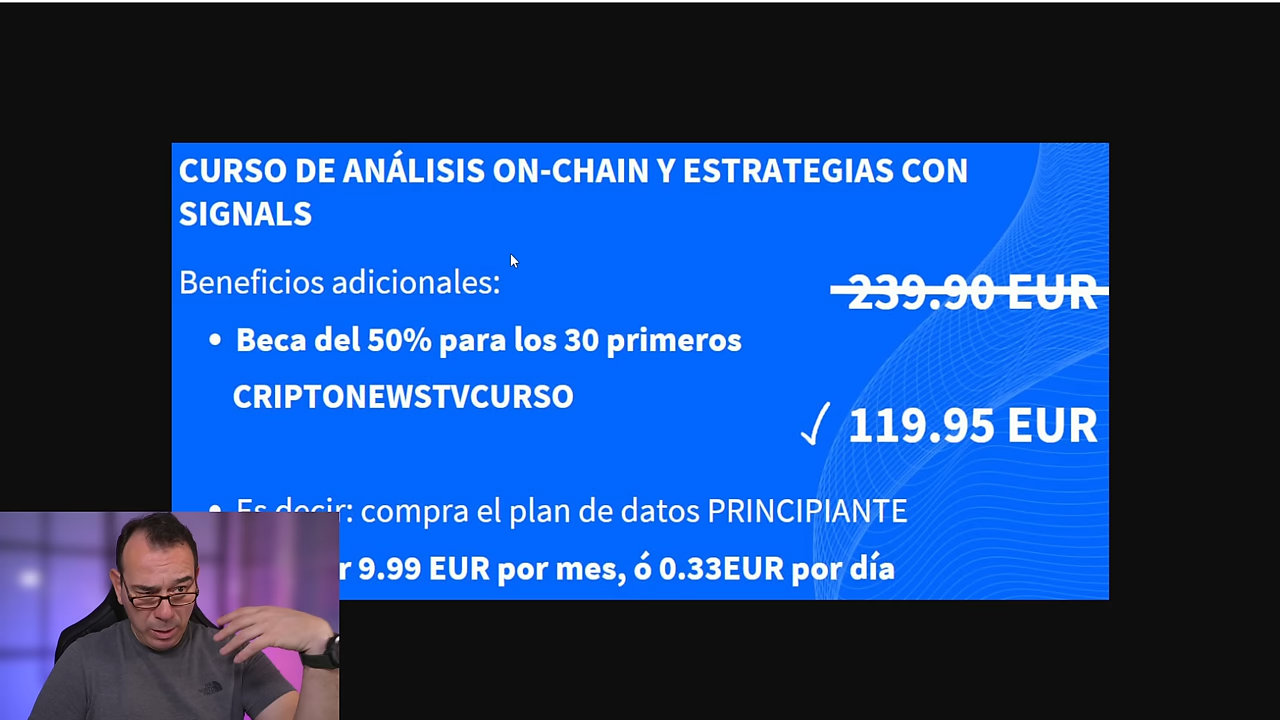 CURSO DE ANÁLISIS ON-CHAIN Y ESTRATEGIAS CON
SIGNALS
Beneficios adicionales:
239.90 EUR
• Beca del 50% para los 30 primeros
CRIPTONEWSTVCURSO
✓ 119.95 EUR
• Es decir: compra el plan de datos PRINCIPIANTE
9.99 EUR por mes, ó 0.33EUR por día